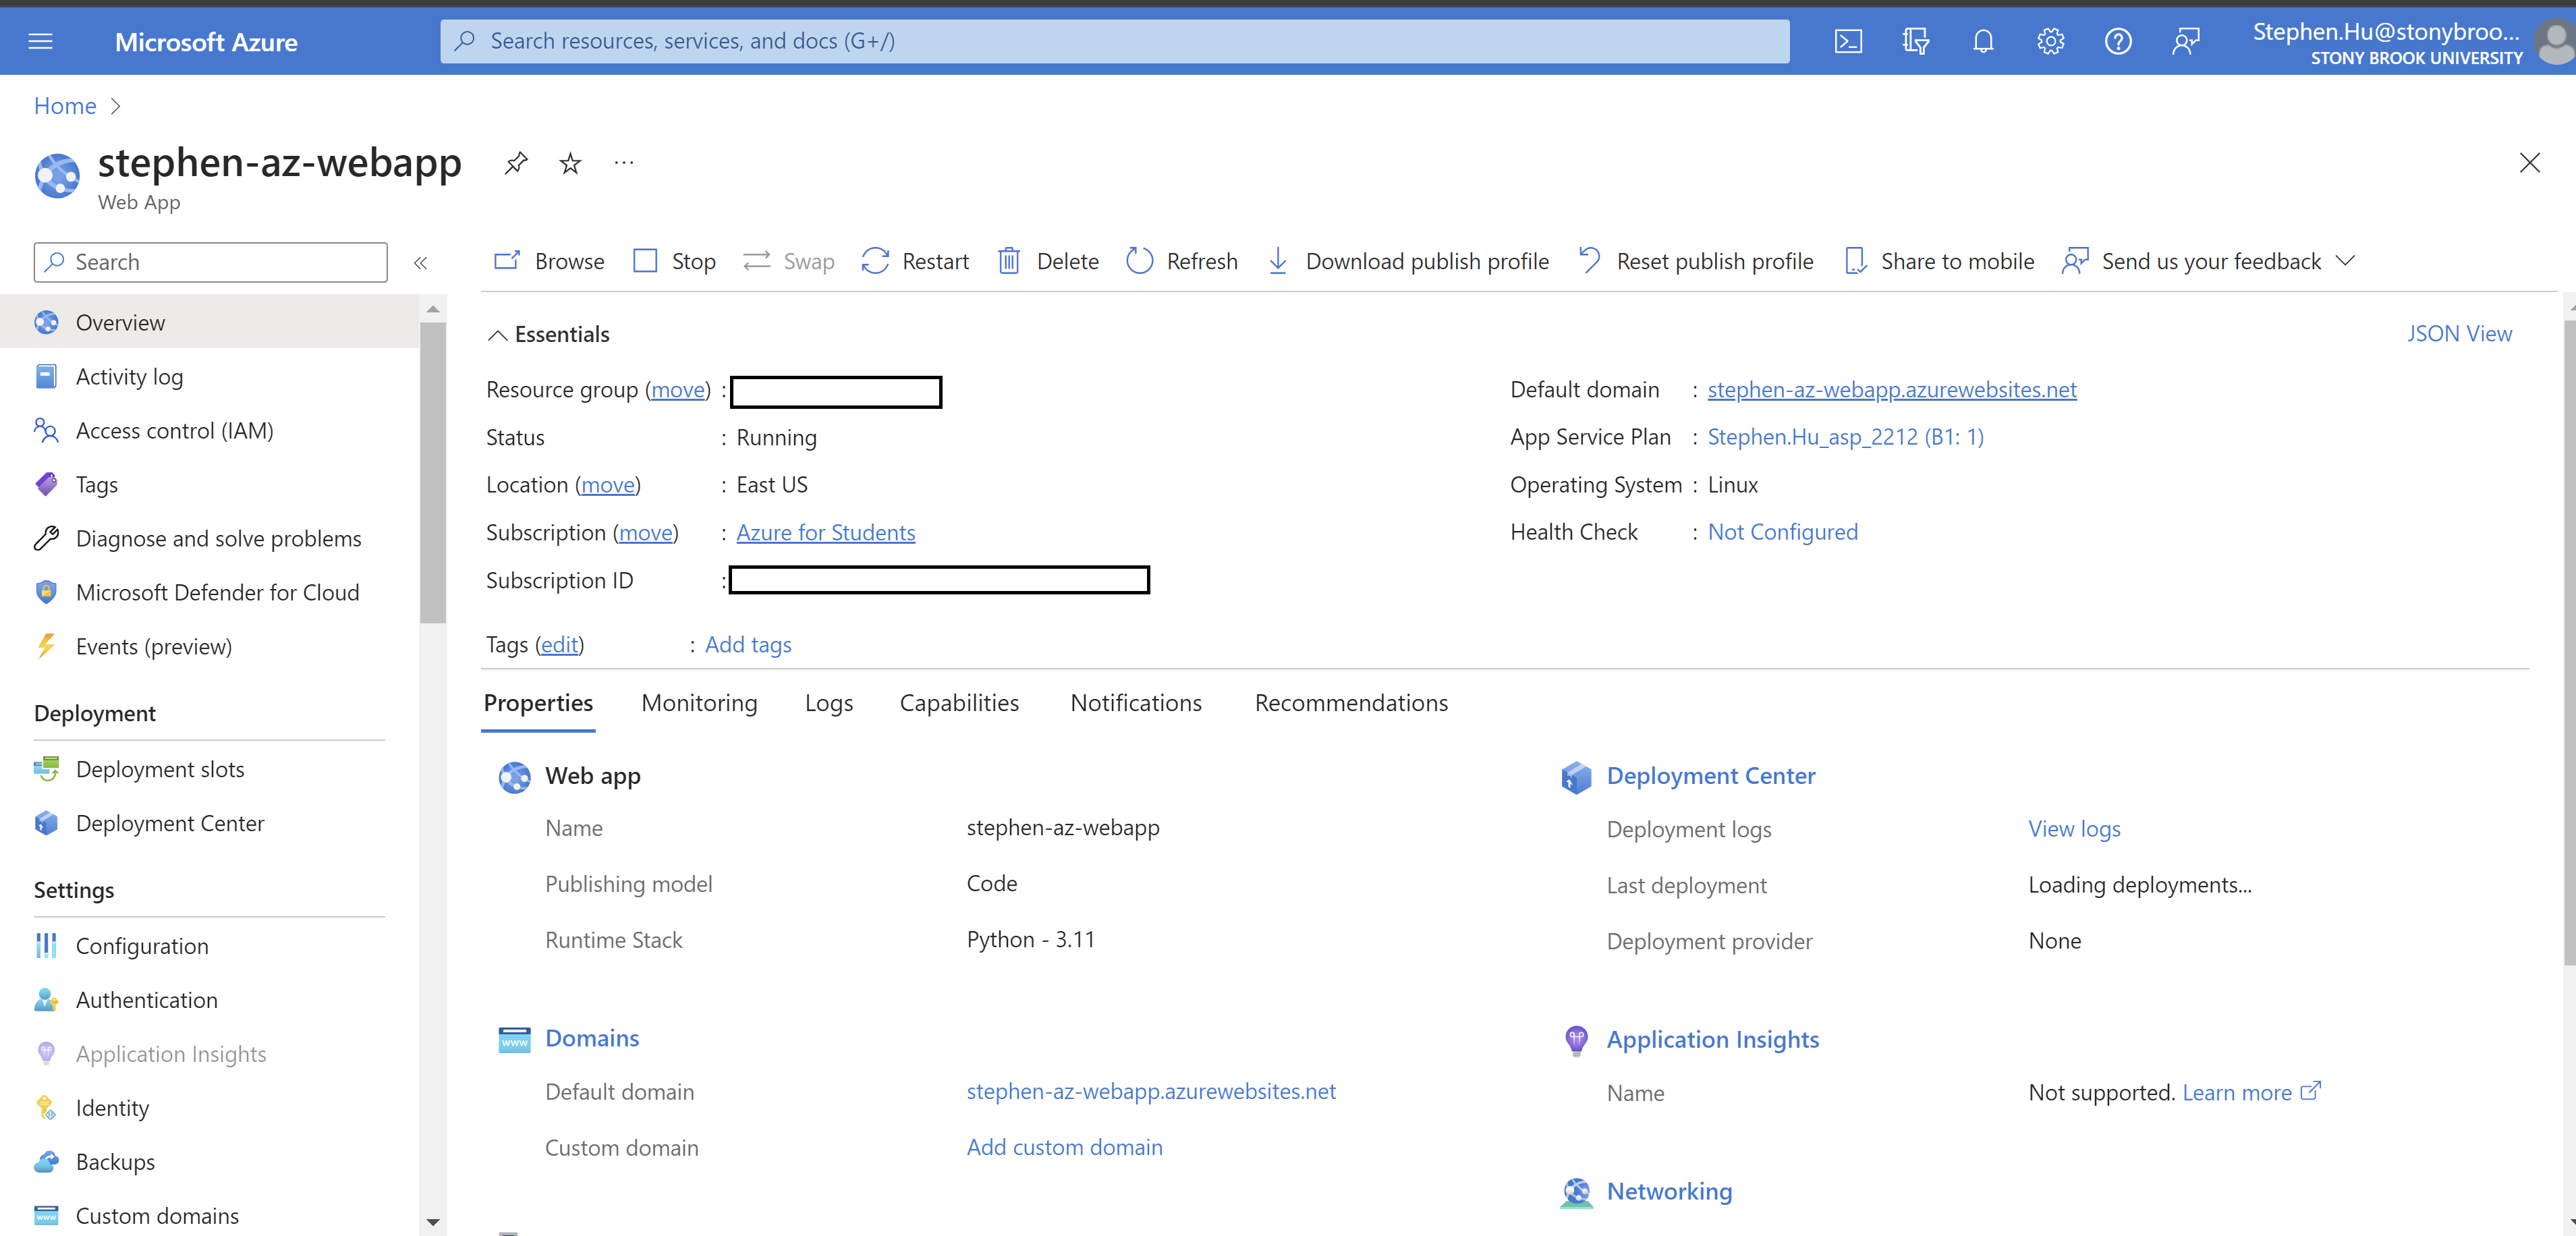 Microsoft Azure
Search resources, services, and docs (G+/)
Stephen.Hu@stonybroo...
STONY BROOK UNIVERSITY
Home
stephen-az-webapp
Web App
Search
Browse Stop Swap Restart Delete Refresh Download publish profile Reset publish profile Share to mobile Send us your feedback
Overview
Activity log
Access control (IAM)
Tags
Diagnose and solve problems
Microsoft Defender for Cloud
Events (preview)
Deployment
Deployment slots
Deployment Center
Settings
Configuration
Authentication
Application Insights
Identity
Backups
Custom domains
Essentials
JSON View
Resource group (move) :
Status : Running
Location (move) : East US
Subscription (move) : Azure for Students
Subscription ID :
Default domain : stephen-az-webapp.azurewebsites.net
App Service Plan : Stephen.Hu_asp_2212 (B1: 1)
Operating System : Linux
Health Check : Not Configured
Tags (edit) : Add tags
Properties Monitoring Logs Capabilities Notifications Recommendations
Web app
Name stephen-az-webapp
Publishing model Code
Runtime Stack Python - 3.11
www Domains
Default domain stephen-az-webapp.azurewebsites.net
Custom domain Add custom domain
Deployment Center
Deployment logs View logs
Last deployment Loading deployments...
Deployment provider None
Application Insights
Name Not supported. Learn more
Networking